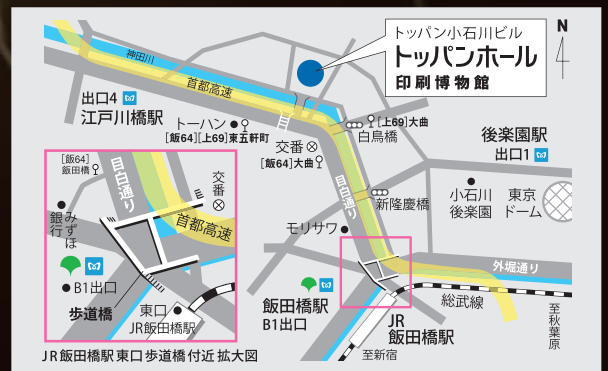 トッパン小石川ビル
トッパンホール
印刷博物館
N
神田川
首都高速
出口4
江戸川橋駅
トーハン
[飯64][上69]東五軒町
[上69]大曲
白鳥橋
交番
[飯64]大曲
後楽園駅
出口1
目白通り
新隆慶橋
小石川
後楽園
東京
ドーム
モリサワ
外堀通り
飯田橋駅
B1出口
総武線
JR
飯田橋駅
至新宿
至秋葉原
[飯64]
飯田橋
目白通り
交番
首都高速
みずほ
銀行
B1出口
歩道橋
東口
JR飯田橋駅
JR飯田橋駅東口歩道橋付近 拡大図